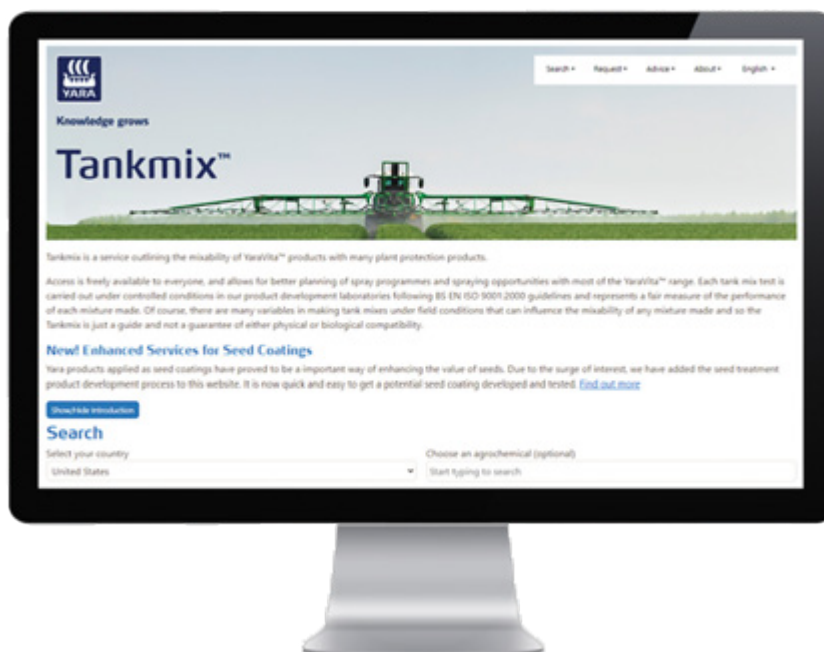 YARA
Knowledge grows
Search Request Advice About English
Tankmix™
Tankmix is a service outlining the mixability of YaraVita™ products with many plant protection products.
Access is freely available to everyone, and allows for better planning of spray programmes and spraying opportunities with most of the YaraVita™ range. Each tank mix test is
carried out under controlled conditions in our product development laboratories following BS EN ISO 9001:2000 guidelines and represents a fair measure of the performance
of each mixture made. Of course, there are many variables in making tank mixes under field conditions that can influence the mixability of any mixture made and so the
Tankmix is just a guide and not a guarantee of either physical or biological compatibility.
New! Enhanced Services for Seed Coatings
Yara products applied as seed coatings have proved to be a important way of enhancing the value of seeds. Due to the surge of interest, we have added the seed treatment
product development process to this website. It is now quick and easy to get a potential seed coating developed and tested. Find out more
Show/Hide Introduction
Search
Select your country Choose an agrochemical (optional)
United States Start typing to search